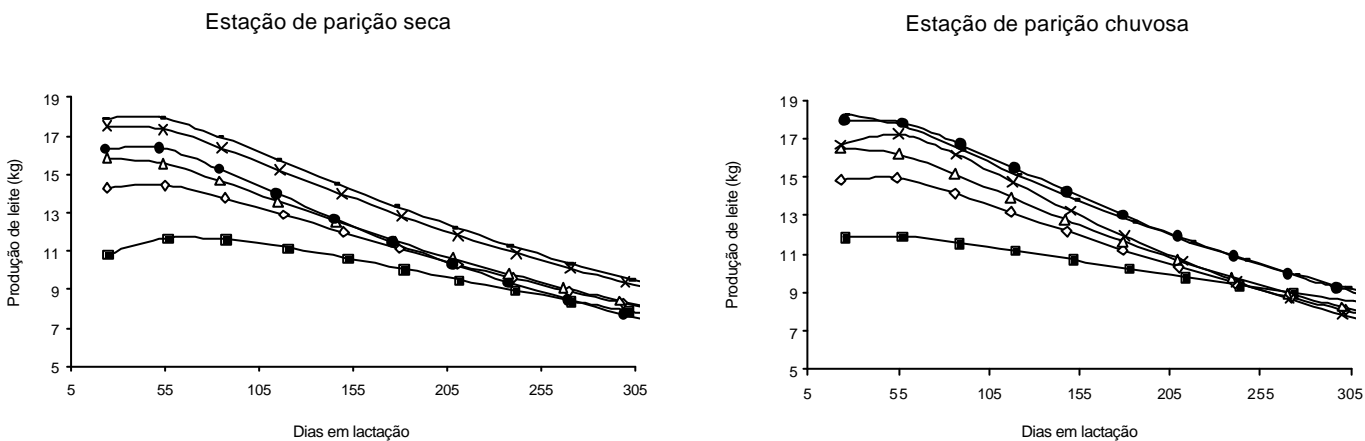 Estação de parição seca
19
17
15
13
11
9
7
5
Produção de leite (kg)
5 55 105 155 205 255 305
Dias em lactação
Estação de parição chuvosa
19
17
15
13
11
9
7
5
Produção de leite (kg)
5 55 105 155 205 255 305
Dias em lactação